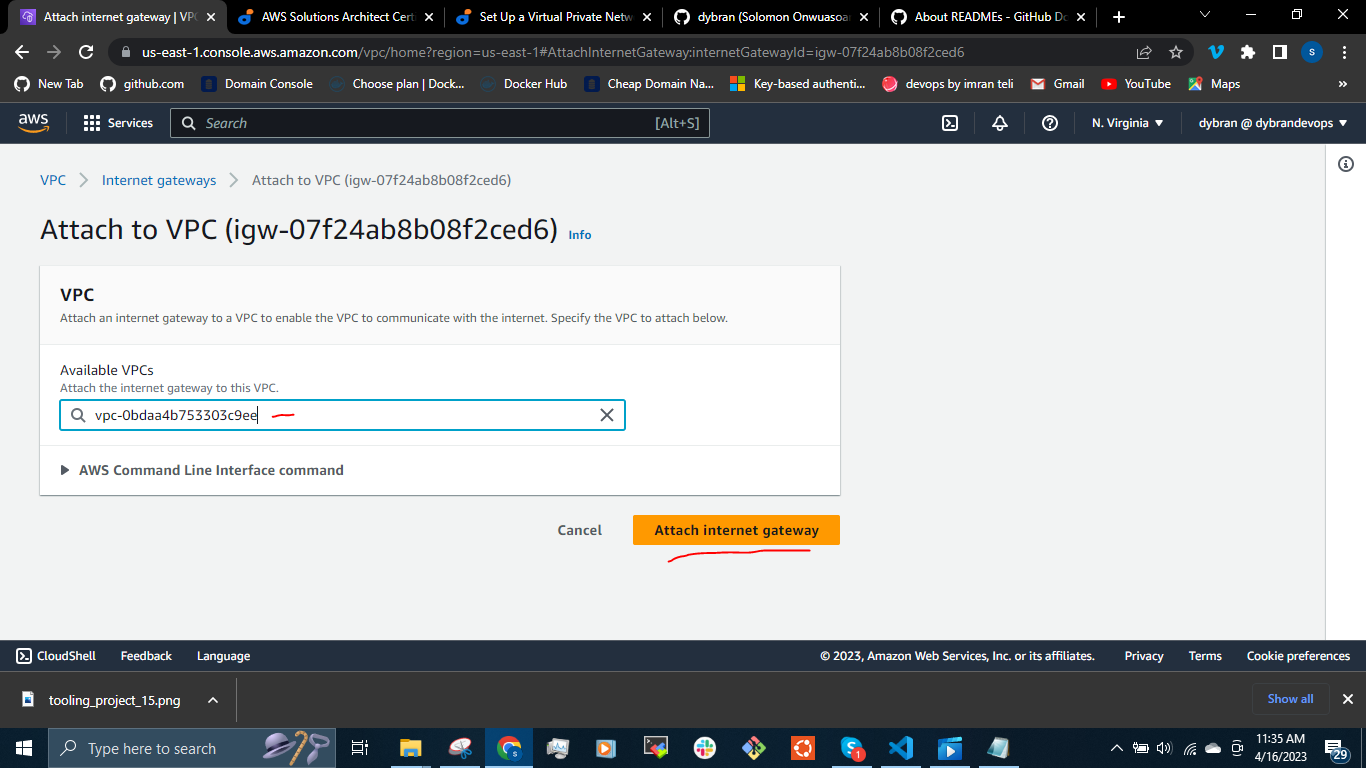 Attach internet gateway | VPC
AWS Solutions Architect Cert
Set Up a Virtual Private Netw
dybran (Solomon Onwuasoan
About READMEs - GitHub Do
us-east-1.console.aws.amazon.com/vpc/home?region=us-east-1#AttachInternetGateway:internetGatewayId=igw-07f24ab8b08f2ced6
S
New Tab
github.com
Domain Console
Choose plan | Dock...
Docker Hub
Cheap Domain Na...
Key-based authenti...
devops by imran teli
Gmail
YouTube
Maps
»
aws
Services
Search
[Alt+S]
N. Virginia
dybran @ dybrandevops
VPC
Internet gateways
Attach to VPC (igw-07f24ab8b08f2ced6)
Attach to VPC (igw-07f24ab8b08f2ced6) Info
VPC
Attach an internet gateway to a VPC to enable the VPC to communicate with the internet. Specify the VPC to attach below.
Available VPCs
Attach the internet gateway to this VPC.
vpc-0bdaa4b753303c9ee
AWS Command Line Interface command
Cancel
Attach internet gateway
CloudShell
Feedback
Language
© 2023, Amazon Web Services, Inc. or its affiliates.
Privacy
Terms
Cookie preferences
tooling_project_15.png
Show all
Type here to search
1
11:35 AM
4/16/2023
29